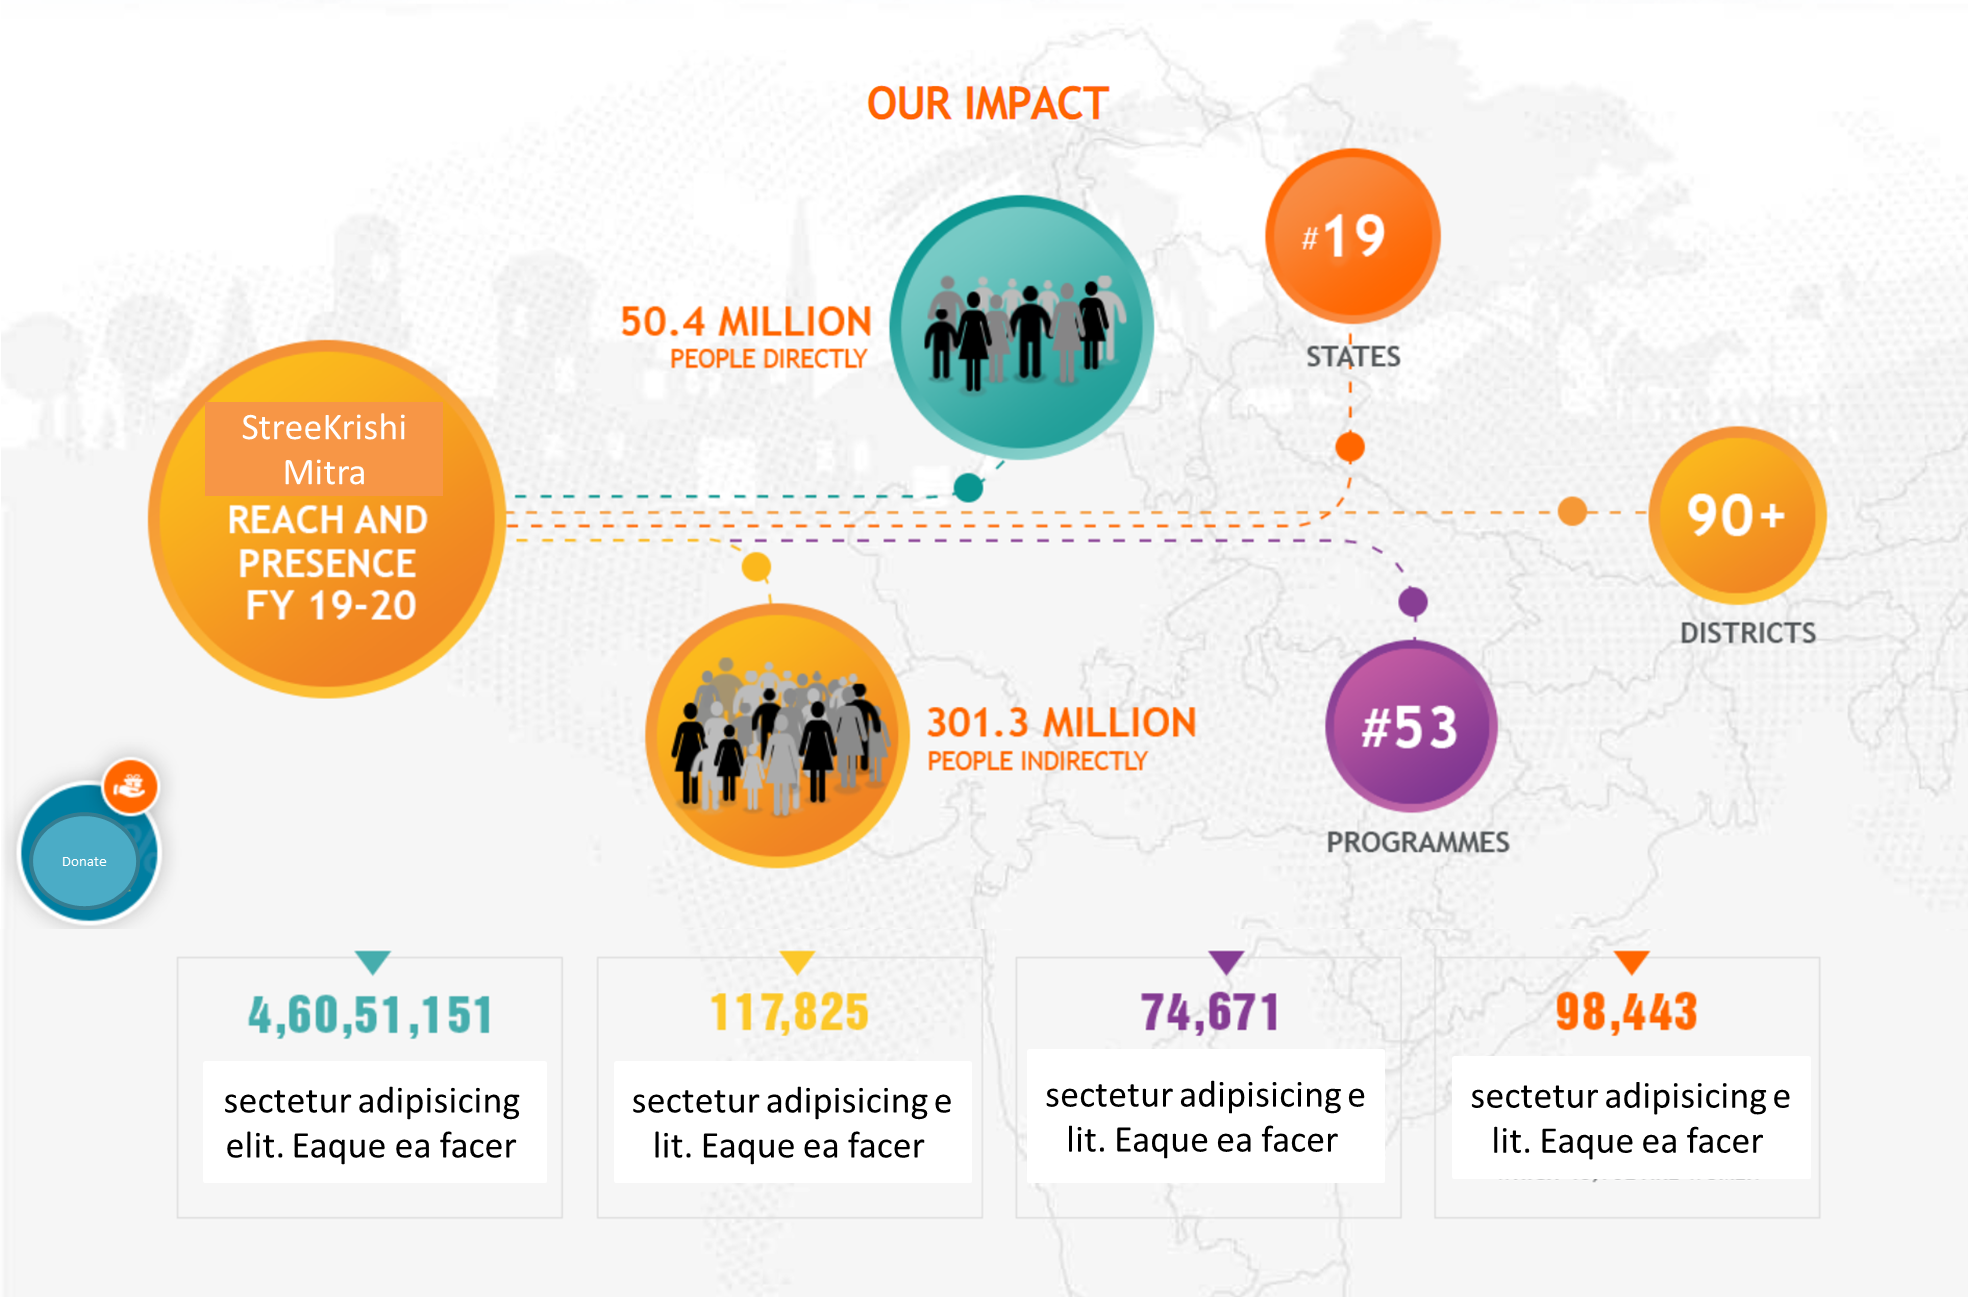 OUR IMPACT
#19
STATES
50.4 MILLION
PEOPLE DIRECTLY
StreeKrishi
Mitra
REACH AND
PRESENCE
FY 19-20
90+
DISTRICTS
301.3 MILLION
PEOPLE INDIRECTLY
#53
PROGRAMMES
Donate
4,60,51,151
sectetur adipisicing
elit. Eaque ea facer
117,825
sectetur adipisicing e
lit. Eaque ea facer
74,671
sectetur adipisicing e
lit. Eaque ea facer
98,443
sectetur adipisicing e
lit. Eaque ea facer